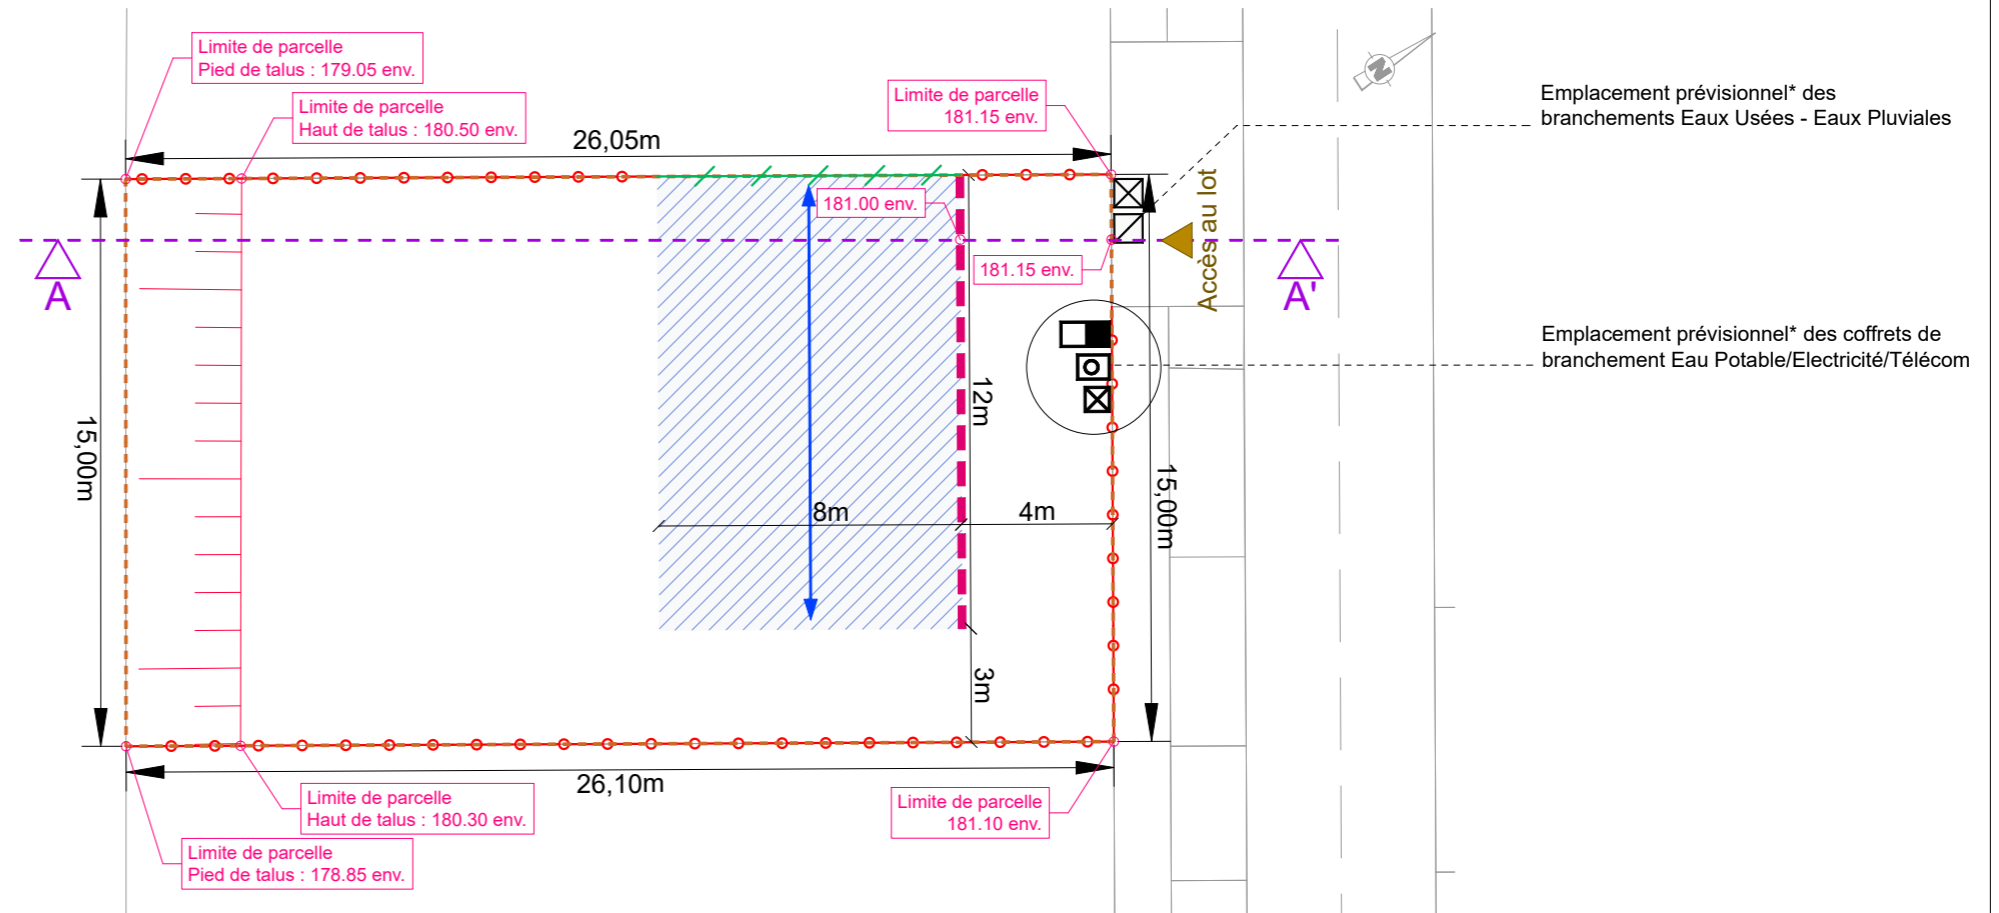 Limite de parcelle
Pied de talus : 179.05 env.
Limite de parcelle
Haut de talus : 180.50 env.
26,05m
Limite de parcelle
181.15 env.
N
Emplacement prévisionnel* des
branchements Eaux Usées - Eaux Pluviales
181.00 env.
181.15 env.
Accès au lot
A
A'
Emplacement prévisionnel* des coffrets de
branchement Eau Potable/Electricité/Télécom
15,00m
12m
8m
4m
15,00m
3m
26,10m
Limite de parcelle
Haut de talus : 180.30 env.
Limite de parcelle
181.10 env.
Limite de parcelle
Pied de talus : 178.85 env.